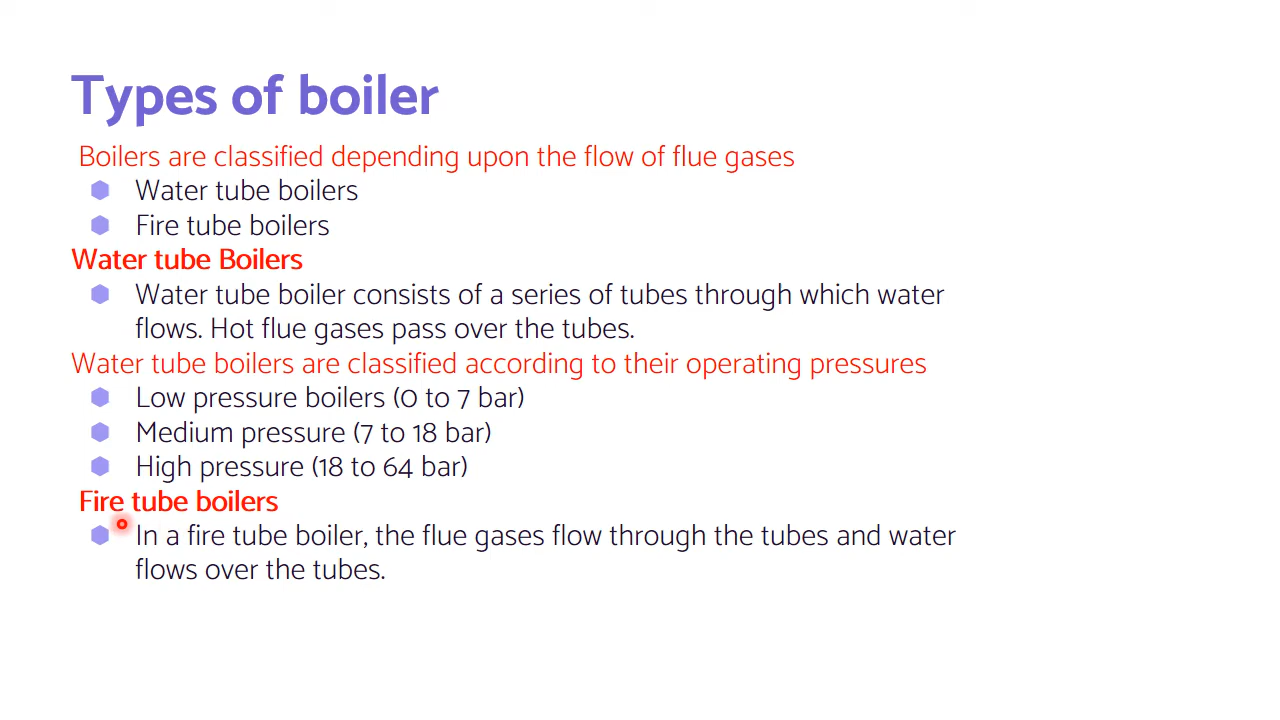 Types of boiler
Boilers are classified depending upon the flow of flue gases
Water tube boilers
Fire tube boilers
Water tube Boilers
Water tube boiler consists of a series of tubes through which water
flows. Hot flue gases pass over the tubes.
Water tube boilers are classified according to their operating pressures
Low pressure boilers (0 to 7 bar)
Medium pressure (7 to 18 bar)
High pressure (18 to 64 bar)
Fire tube boilers
In a fire tube boiler, the flue gases flow through the tubes and water
flows over the tubes.